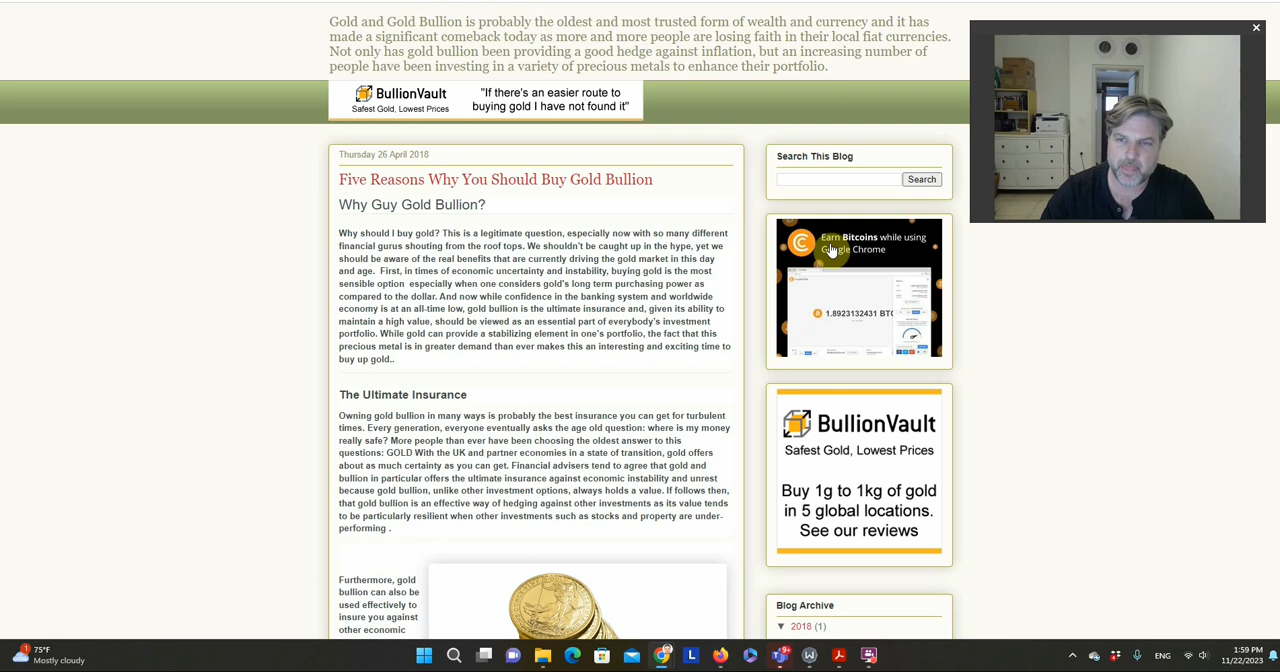 Gold and Gold Bullion is probably the oldest and most trusted form of wealth and currency and it has
made a significant comeback today as more and more people are losing faith in their local fiat currencies.
Not only has gold bullion been providing a good hedge against inflation, but an increasing number of
people have been investing in a variety of precious metals to enhance their portfolio.
BullionVault
Safest Gold, Lowest Prices
"If there's an easier route to
buying gold I have not found it"
Thursday 26 April 2018
Five Reasons Why You Should Buy Gold Bullion
Why Guy Gold Bullion?
Why should I buy gold? This is a legitimate question, especially now with so many different
financial gurus shouting from the roof tops. We shouldn't be caught up in the hype, yet we
should be aware of the real benefits that are currently driving the gold market in this day
and age. First, in times of economic uncertainty and instability, buying gold is the most
sensible option especially when one considers gold's long term purchasing power as
compared to the dollar. And now while confidence in the banking system and worldwide
economy is at an all-time low, gold bullion is the ultimate insurance and, given its ability to
maintain a high value, should be viewed as an essential part of everybody's investment
portfolio. While gold can provide a stabilizing element in one's portfolio, the fact that this
precious metal is in greater demand than ever makes this an interesting and exciting time to
buy up gold..
The Ultimate Insurance
Owning gold bullion in many ways is probably the best insurance you can get for turbulent
times. Every generation, everyone eventually asks the age old question: where is my money
really safe? More people than ever have been choosing the oldest answer to this
questions: GOLD With the UK and partner economies in a state of transition, gold offers
about as much certainty as you can get. Financial advisers tend to agree that gold and
bullion in particular offers the ultimate insurance against economic instability and unrest
because gold bullion, unlike other investment options, always holds a value. If follows then,
that gold bullion is an effective way of hedging against other investments as its value tends
to be particularly resilient when other investments such as stocks and property are under-
performing .
Furthermore, gold
bullion can also be
used effectively to
insure you against
other economic
Search This Blog
Search
Earn Bitcoins while using
Google Chrome
1.8923132431 BTC
BullionVault
Safest Gold, Lowest Prices
Buy 1g to 1kg of gold
in 5 global locations.
See our reviews
Blog Archive
▼ 2018 (1)
75°F
Mostly cloudy
ENG
1:59 PM
11/22/2023